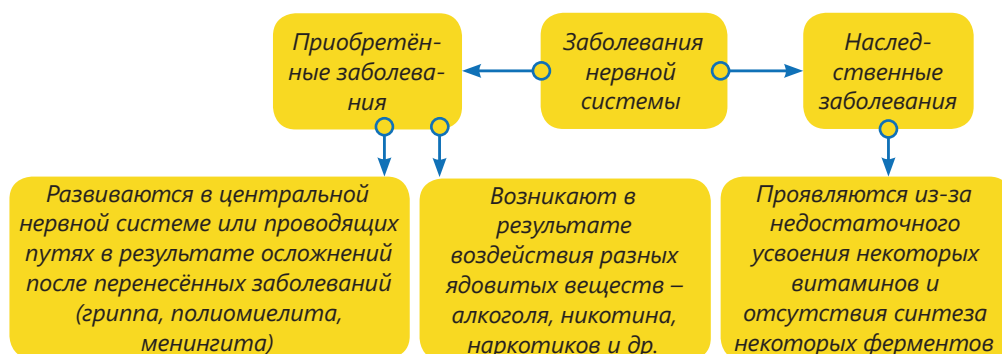 Приобретён-
ные заболева-
ния
Заболевания
нервной
системы
Наслед-
ственные
заболевания
Развиваются в центральной
нервной системе или проводящих
путях в результате осложнений
после перенесённых заболеваний
(гриппа, полиомиелита,
менингита)
Возникают в
результате
воздействия разных
ядовитых веществ –
алкоголя, никотина,
наркотиков и др.
Проявляются из-за
недостаточного
усвоения некоторых
витаминов и
отсутствия синтеза
некоторых ферментов